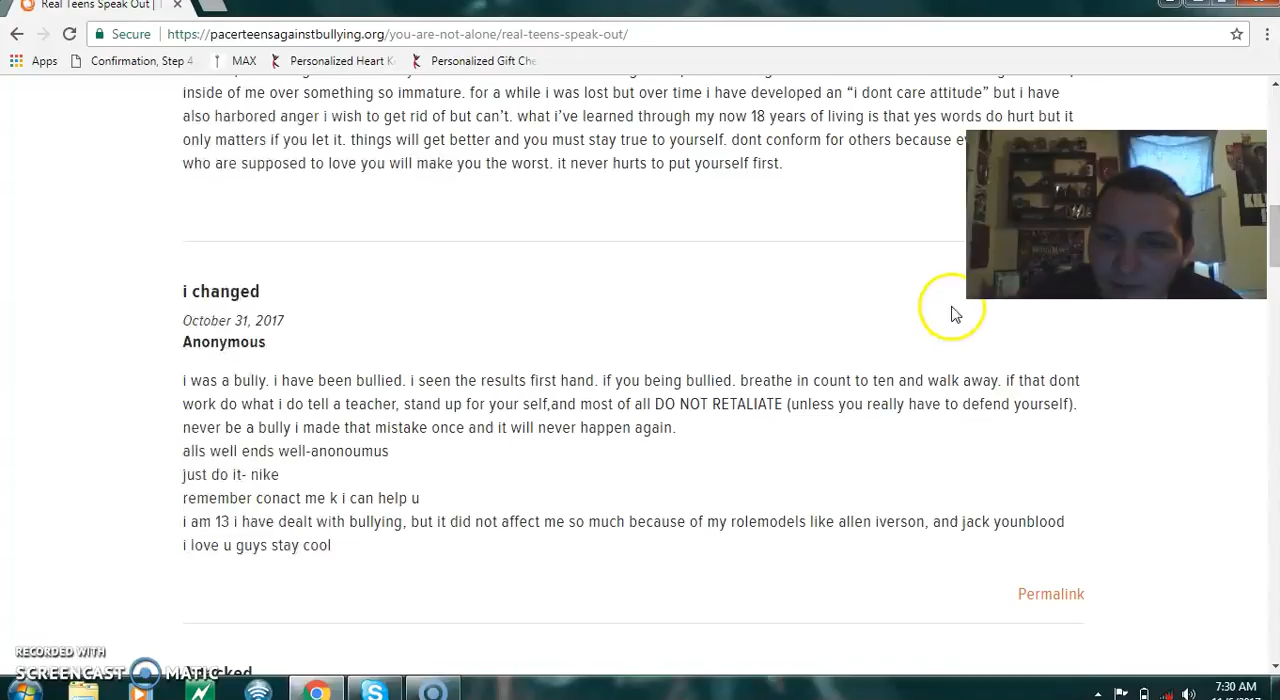 Real Teens Speak Out |
Secure https://pacerteensagainstbullying.org/you-are-not-alone/real-teens-speak-out/
Apps Confirmation, Step 4 MAX Personalized Heart K Personalized Gift Che
inside of me over something so immature. for a while i was lost but over time i have developed an “i dont care attitude” but i have
also harbored anger i wish to get rid of but can’t. what i’ve learned through my now 18 years of living is that yes words do hurt but it
only matters if you let it. things will get better and you must stay true to yourself. dont conform for others because
who are supposed to love you will make you the worst. it never hurts to put yourself first.
i changed
October 31, 2017
Anonymous
i was a bully. i have been bullied. i seen the results first hand. if you being bullied. breathe in count to ten and walk away. if that dont
work do what i do tell a teacher, stand up for your self,and most of all DO NOT RETALIATE (unless you really have to defend yourself).
never be a bully i made that mistake once and it will never happen again.
alls well ends well-anonoumus
just do it- nike
remember conact me k i can help u
i am 13 i have dealt with bullying, but it did not affect me so much because of my rolemodels like allen iverson, and jack younblood
i love u guys stay cool
Permalink
RECORDED WITH
SCREENCAST MATIC
7:30 AM